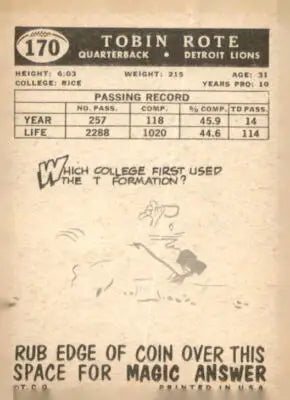 170
TOBIN ROTE
QUARTERBACK • DETROIT LIONS
HEIGHT: 6:03 WEIGHT: 215 AGE: 31
COLLEGE: RICE YEARS PRO: 10
PASSING RECORD
NO. PASS. COMP. % COMP. TD PASS.
YEAR 257 118 45.9 14
LIFE 2288 1020 44.6 114
WHICH COLLEGE FIRST USED
THE T FORMATION?
RUB EDGE OF COIN OVER THIS
SPACE FOR MAGIC ANSWER
©T.C.G. PRINTED IN U.S.A.